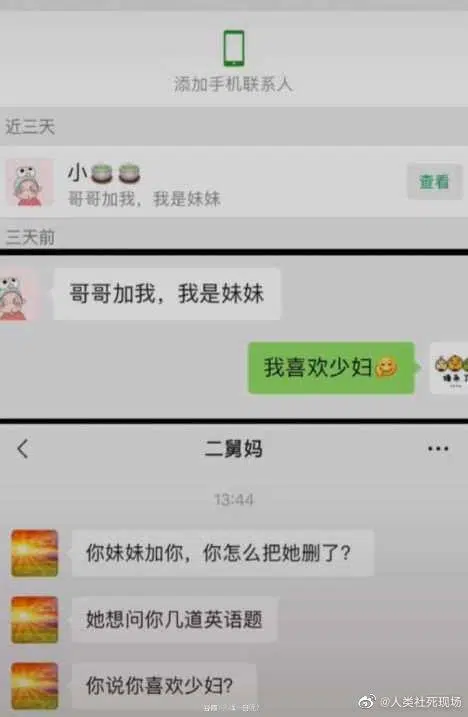 添加手机联系人
近三天
小🍵🍵
哥哥加我，我是妹妹
查看
三天前
哥哥加我，我是妹妹
我喜欢少妇
二舅妈
13:44
你妹妹加你，你怎么把她删了？
她想问你几道英语题
你说你喜欢少妇？
@人类社死现场